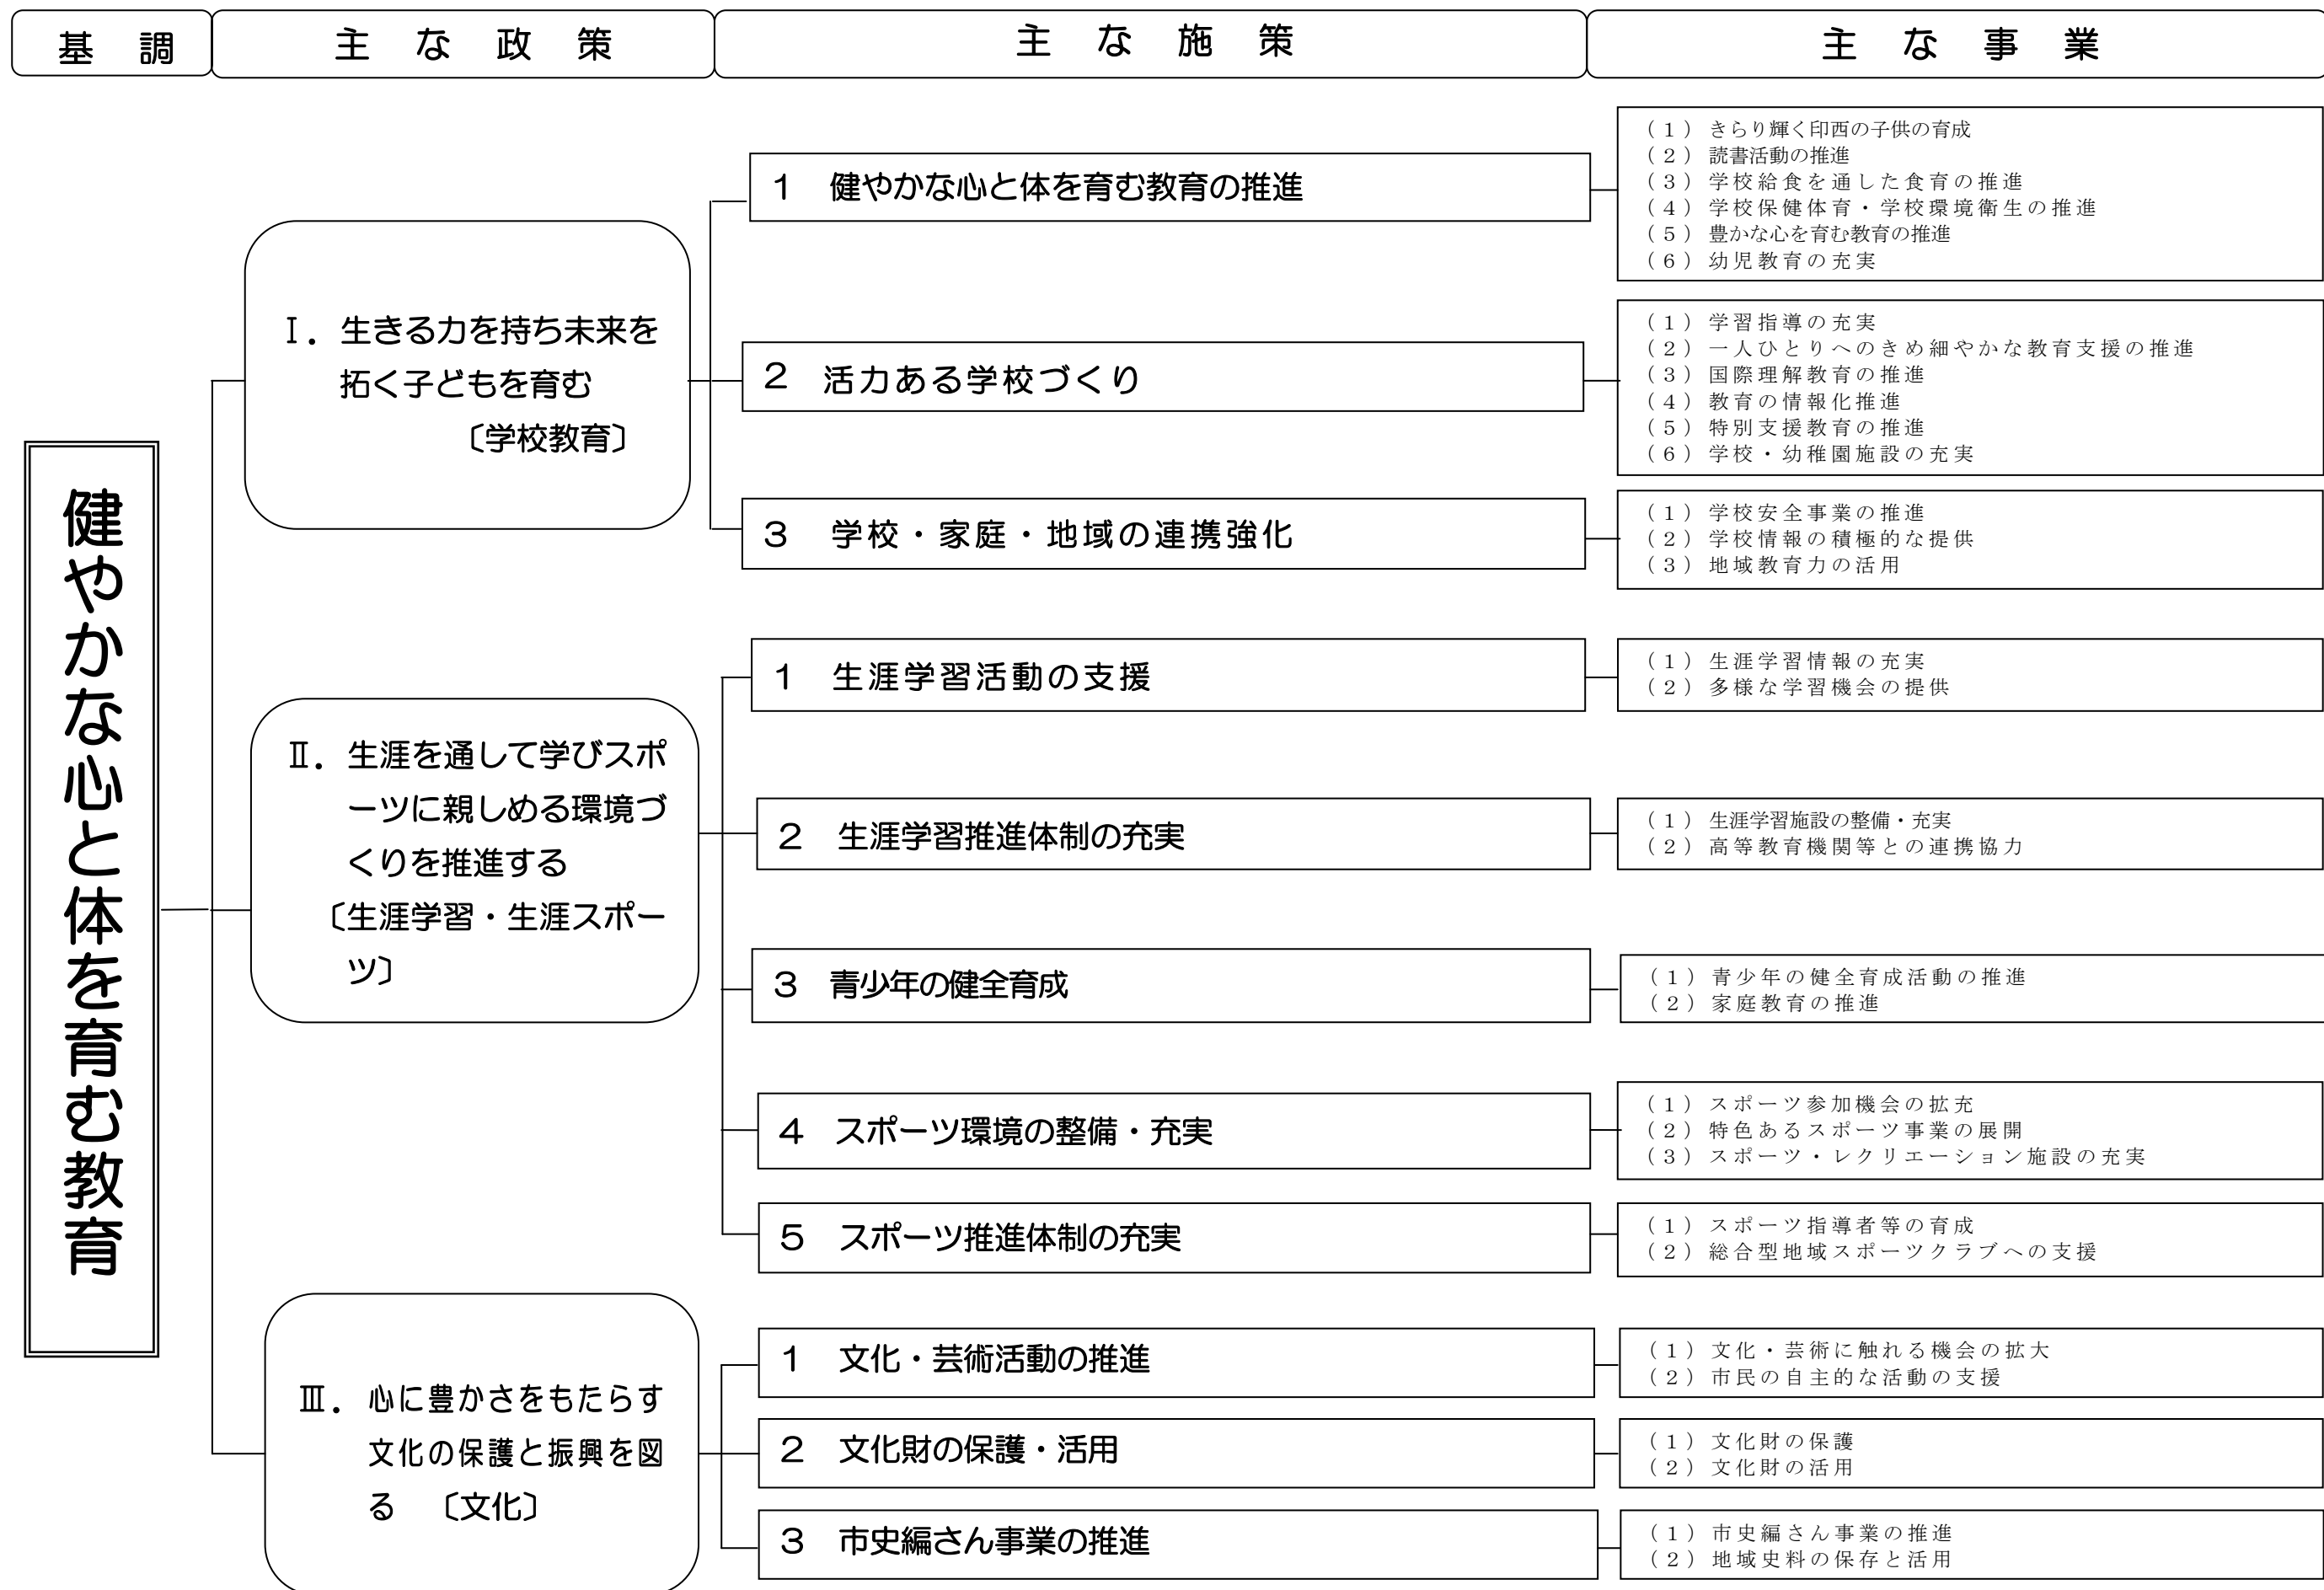 基　調
主　な　政　策
主　な　施　策
主　な　事　業
健やかな心と体を育む教育
Ⅰ．生きる力を持ち未来を
拓く子どもを育む
〔学校教育〕
１　健やかな心と体を育む教育の推進
（１）きらり輝く印西の子供の育成
（２）読書活動の推進
（３）学校給食を通した食育の推進
（４）学校保健体育・学校環境衛生の推進
（５）豊かな心を育む教育の推進
（６）幼児教育の充実
２　活力ある学校づくり
（１）学習指導の充実
（２）一人ひとりへのきめ細やかな教育支援の推進
（３）国際理解教育の推進
（４）教育の情報化推進
（５）特別支援教育の推進
（６）学校・幼稚園施設の充実
３　学校・家庭・地域の連携強化
（１）学校安全事業の推進
（２）学校情報の積極的な提供
（３）地域教育力の活用
Ⅱ．生涯を通して学びスポ
ーツに親しめる環境づ
くりを推進する
〔生涯学習・生涯スポー
ツ〕
１　生涯学習活動の支援
（１）生涯学習情報の充実
（２）多様な学習機会の提供
２　生涯学習推進体制の充実
（１）生涯学習施設の整備・充実
（２）高等教育機関等との連携協力
３　青少年の健全育成
（１）青少年の健全育成活動の推進
（２）家庭教育の推進
４　スポーツ環境の整備・充実
（１）スポーツ参加機会の拡充
（２）特色あるスポーツ事業の展開
（３）スポーツ・レクリエーション施設の充実
５　スポーツ推進体制の充実
（１）スポーツ指導者等の育成
（２）総合型地域スポーツクラブへの支援
Ⅲ．心に豊かさをもたらす
文化の保護と振興を図
る　〔文化〕
１　文化・芸術活動の推進
（１）文化・芸術に触れる機会の拡大
（２）市民の自主的な活動の支援
２　文化財の保護・活用
（１）文化財の保護
（２）文化財の活用
３　市史編さん事業の推進
（１）市史編さん事業の推進
（２）地域史料の保存と活用